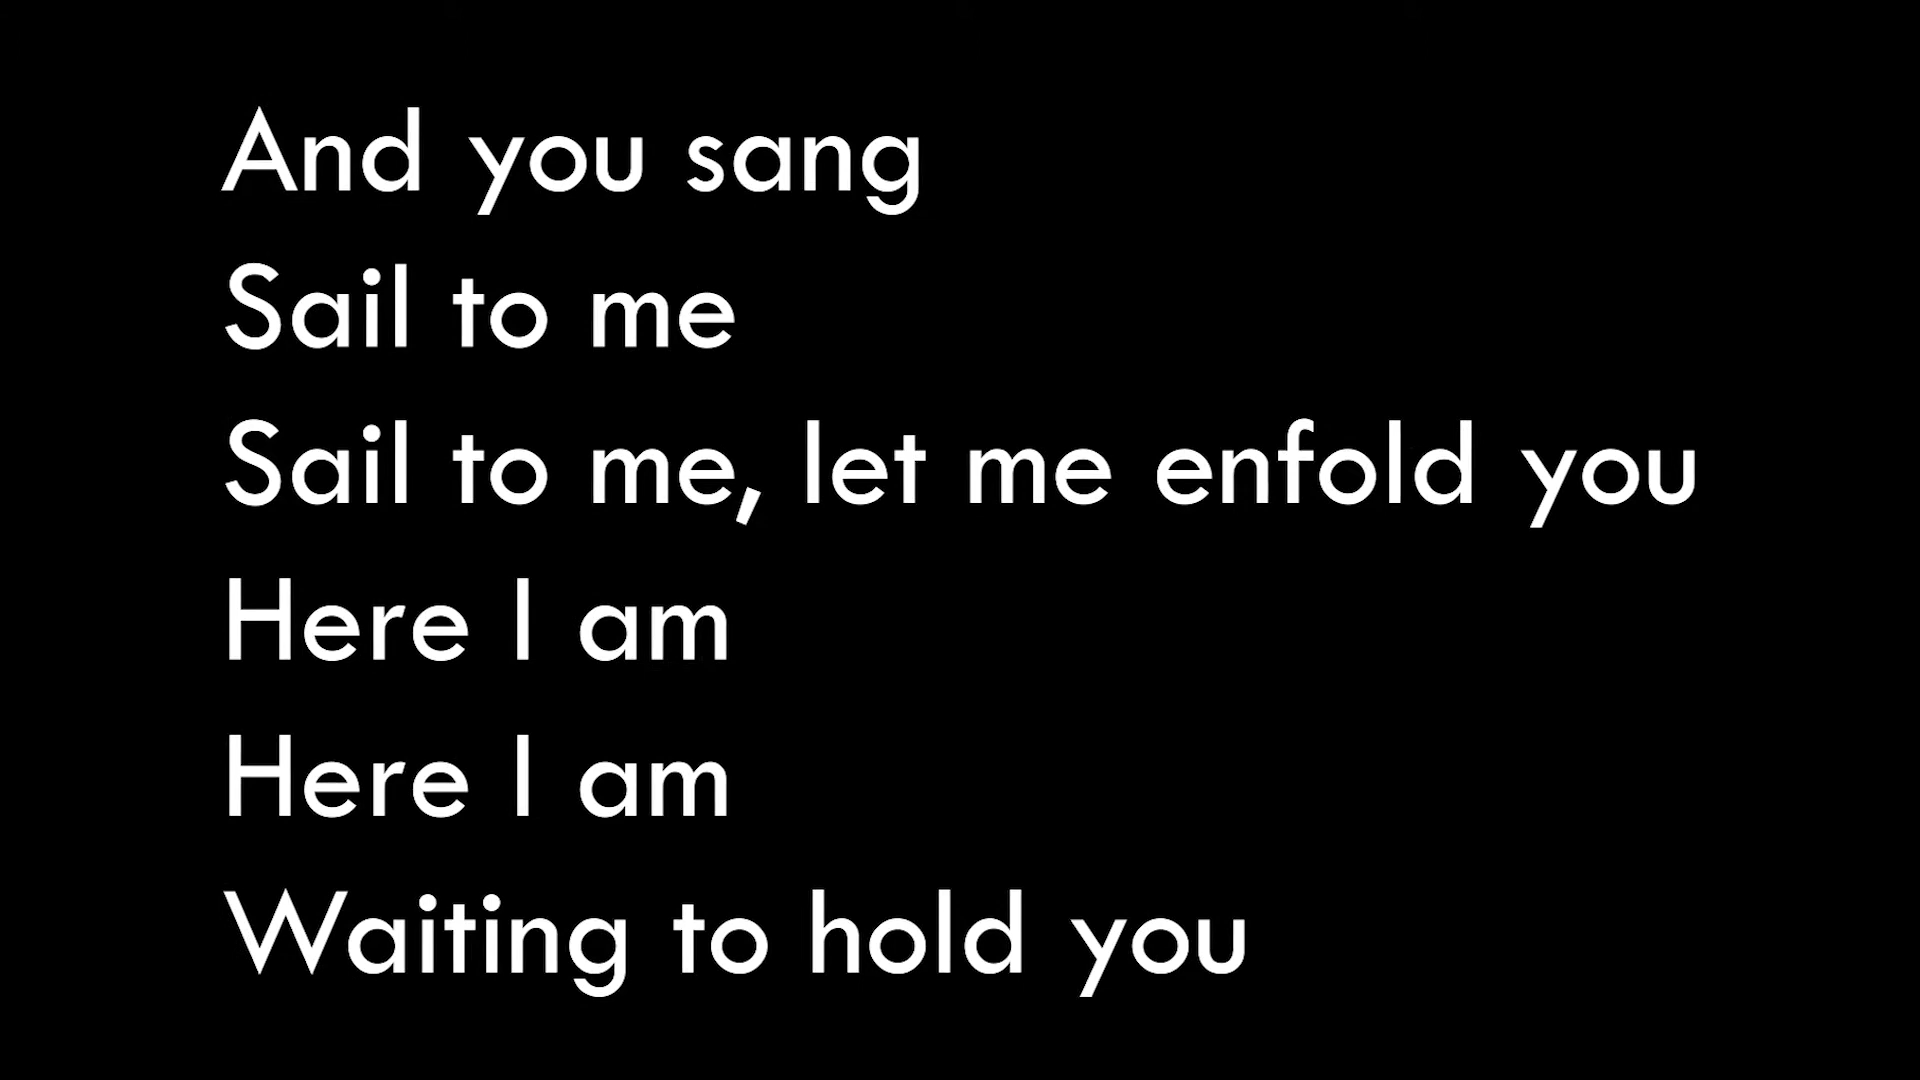 And you sang
Sail to me
Sail to me, let me enfold you
Here I am
Here I am
Waiting to hold you